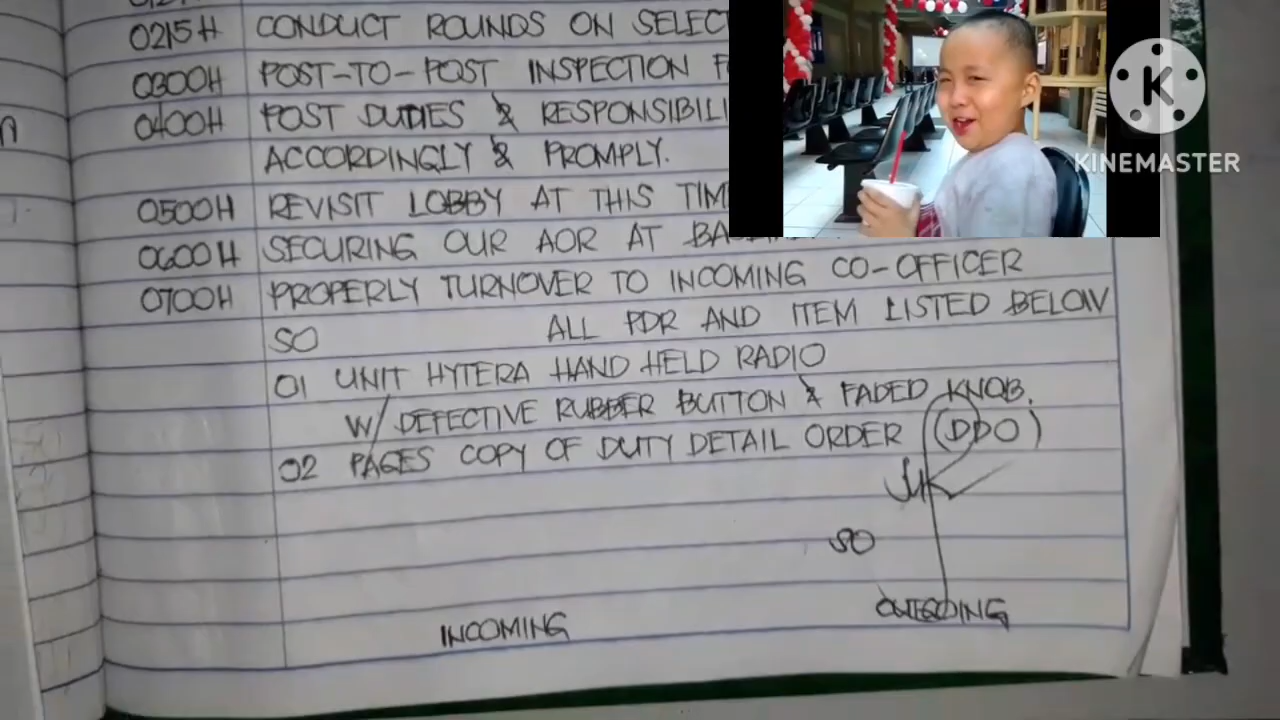 0215H CONDUCT ROUNDS ON SELECT
0300H POST-TO-POST INSPECTION
0400H POST DUTIES & RESPONSIBILI
ACCORDINGLY & PROMPLY.
0500H REVISIT LOBBY AT THIS TIM
0600H SECURING OUR AOR AT
0700H PROPERLY TURNOVER TO INCOMING CO-OFFICER
SO ALL PDR AND ITEM LISTED BELOW
01 UNIT HYTERA HAND HELD RADIO
W/ DEFECTIVE RUBBER BUTTON & FADED KNOB.
02 PAGES COPY OF DUTY DETAIL ORDER (DDO)
SO
INCOMING OUTGOING
K
KINEMASTER